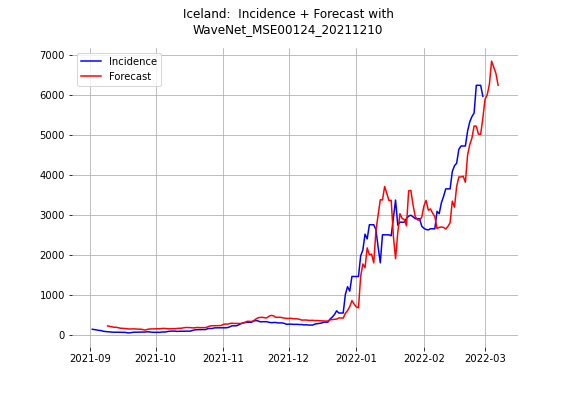 Iceland:  Incidence + Forecast with
WaveNet_MSE00124_20211210
Incidence
Forecast
7000
6000
5000
4000
3000
2000
1000
0
2021-09 2021-10 2021-11 2021-12 2022-01 2022-02 2022-03